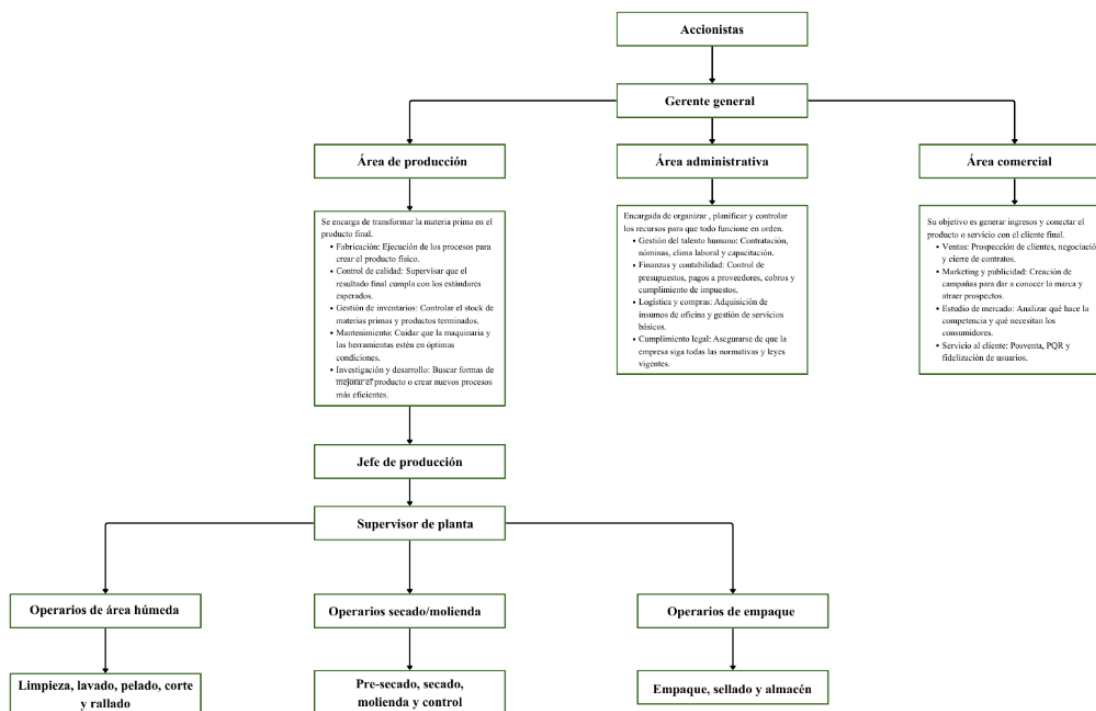 Accionistas
Gerente general
Área de producción
Área administrativa
Área comercial
Se encarga de transformar la materia prima en el
producto final.
• Fabricación: Ejecución de los procesos para
crear el producto físico.
• Control de calidad: Supervisar que el
resultado final cumpla con los estándares
esperados.
• Gestión de inventarios: Controlar el stock de
materias primas y productos terminados.
• Mantenimiento: Cuidar que la maquinaria y
las herramientas estén en óptimas
condiciones.
• Investigación y desarrollo: Buscar formas de
mejorar el producto o crear nuevos procesos
más eficientes.
Encargada de organizar , planificar y controlar
los recursos para que todo funcione en orden.
• Gestión del talento humano: Contratación,
nóminas, clima laboral y capacitación.
• Finanzas y contabilidad: Control de
presupuestos, pagos a proveedores, cobros y
cumplimiento de impuestos.
• Logística y compras: Adquisición de
insumos de oficina y gestión de servicios
básicos.
• Cumplimiento legal: Asegurarse de que la
empresa siga todas las normativas y leyes
vigentes.
Su objetivo es generar ingresos y conectar el
producto o servicio con el cliente final.
• Ventas: Prospección de clientes, negociación
y cierre de contratos.
• Marketing y publicidad: Creación de
campañas para dar a conocer la marca y
atraer prospectos.
• Estudio de mercado: Analizar qué hace la
competencia y qué necesitan los
consumidores.
• Servicio al cliente: Posventa, PQR y
fidelización de usuarios.
Jefe de producción
Supervisor de planta
Operarios de área húmeda
Operarios secado/molienda
Operarios de empaque
Limpieza, lavado, pelado, corte
y rallado
Pre-secado, secado,
molienda y control
Empaque, sellado y almacén